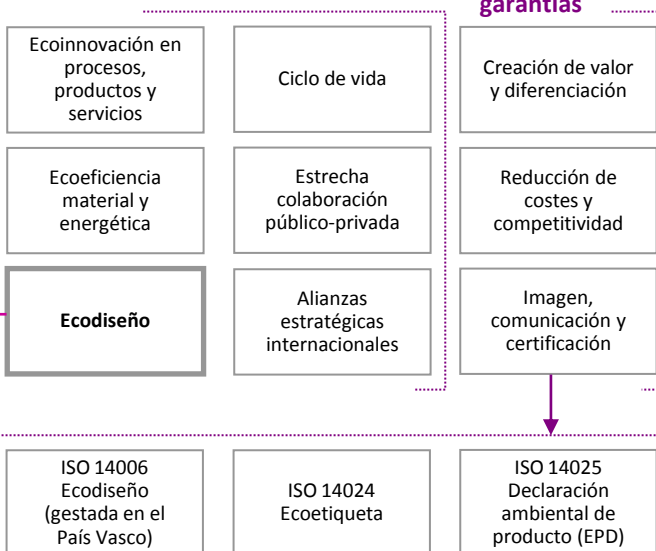 garantías
Ecoinnovación en
procesos,
productos y
servicios
Ciclo de vida
Creación de valor
y diferenciación
Ecoeficiencia
material y
energética
Estrecha
colaboración
público-privada
Reducción de
costes y
competitividad
Ecodiseño
Alianzas
estratégicas
internacionales
Imagen,
comunicación y
certificación
ISO 14006
Ecodiseño
(gestada en el
País Vasco)
ISO 14024
Ecoetiqueta
ISO 14025
Declaración
ambiental de
producto (EPD)